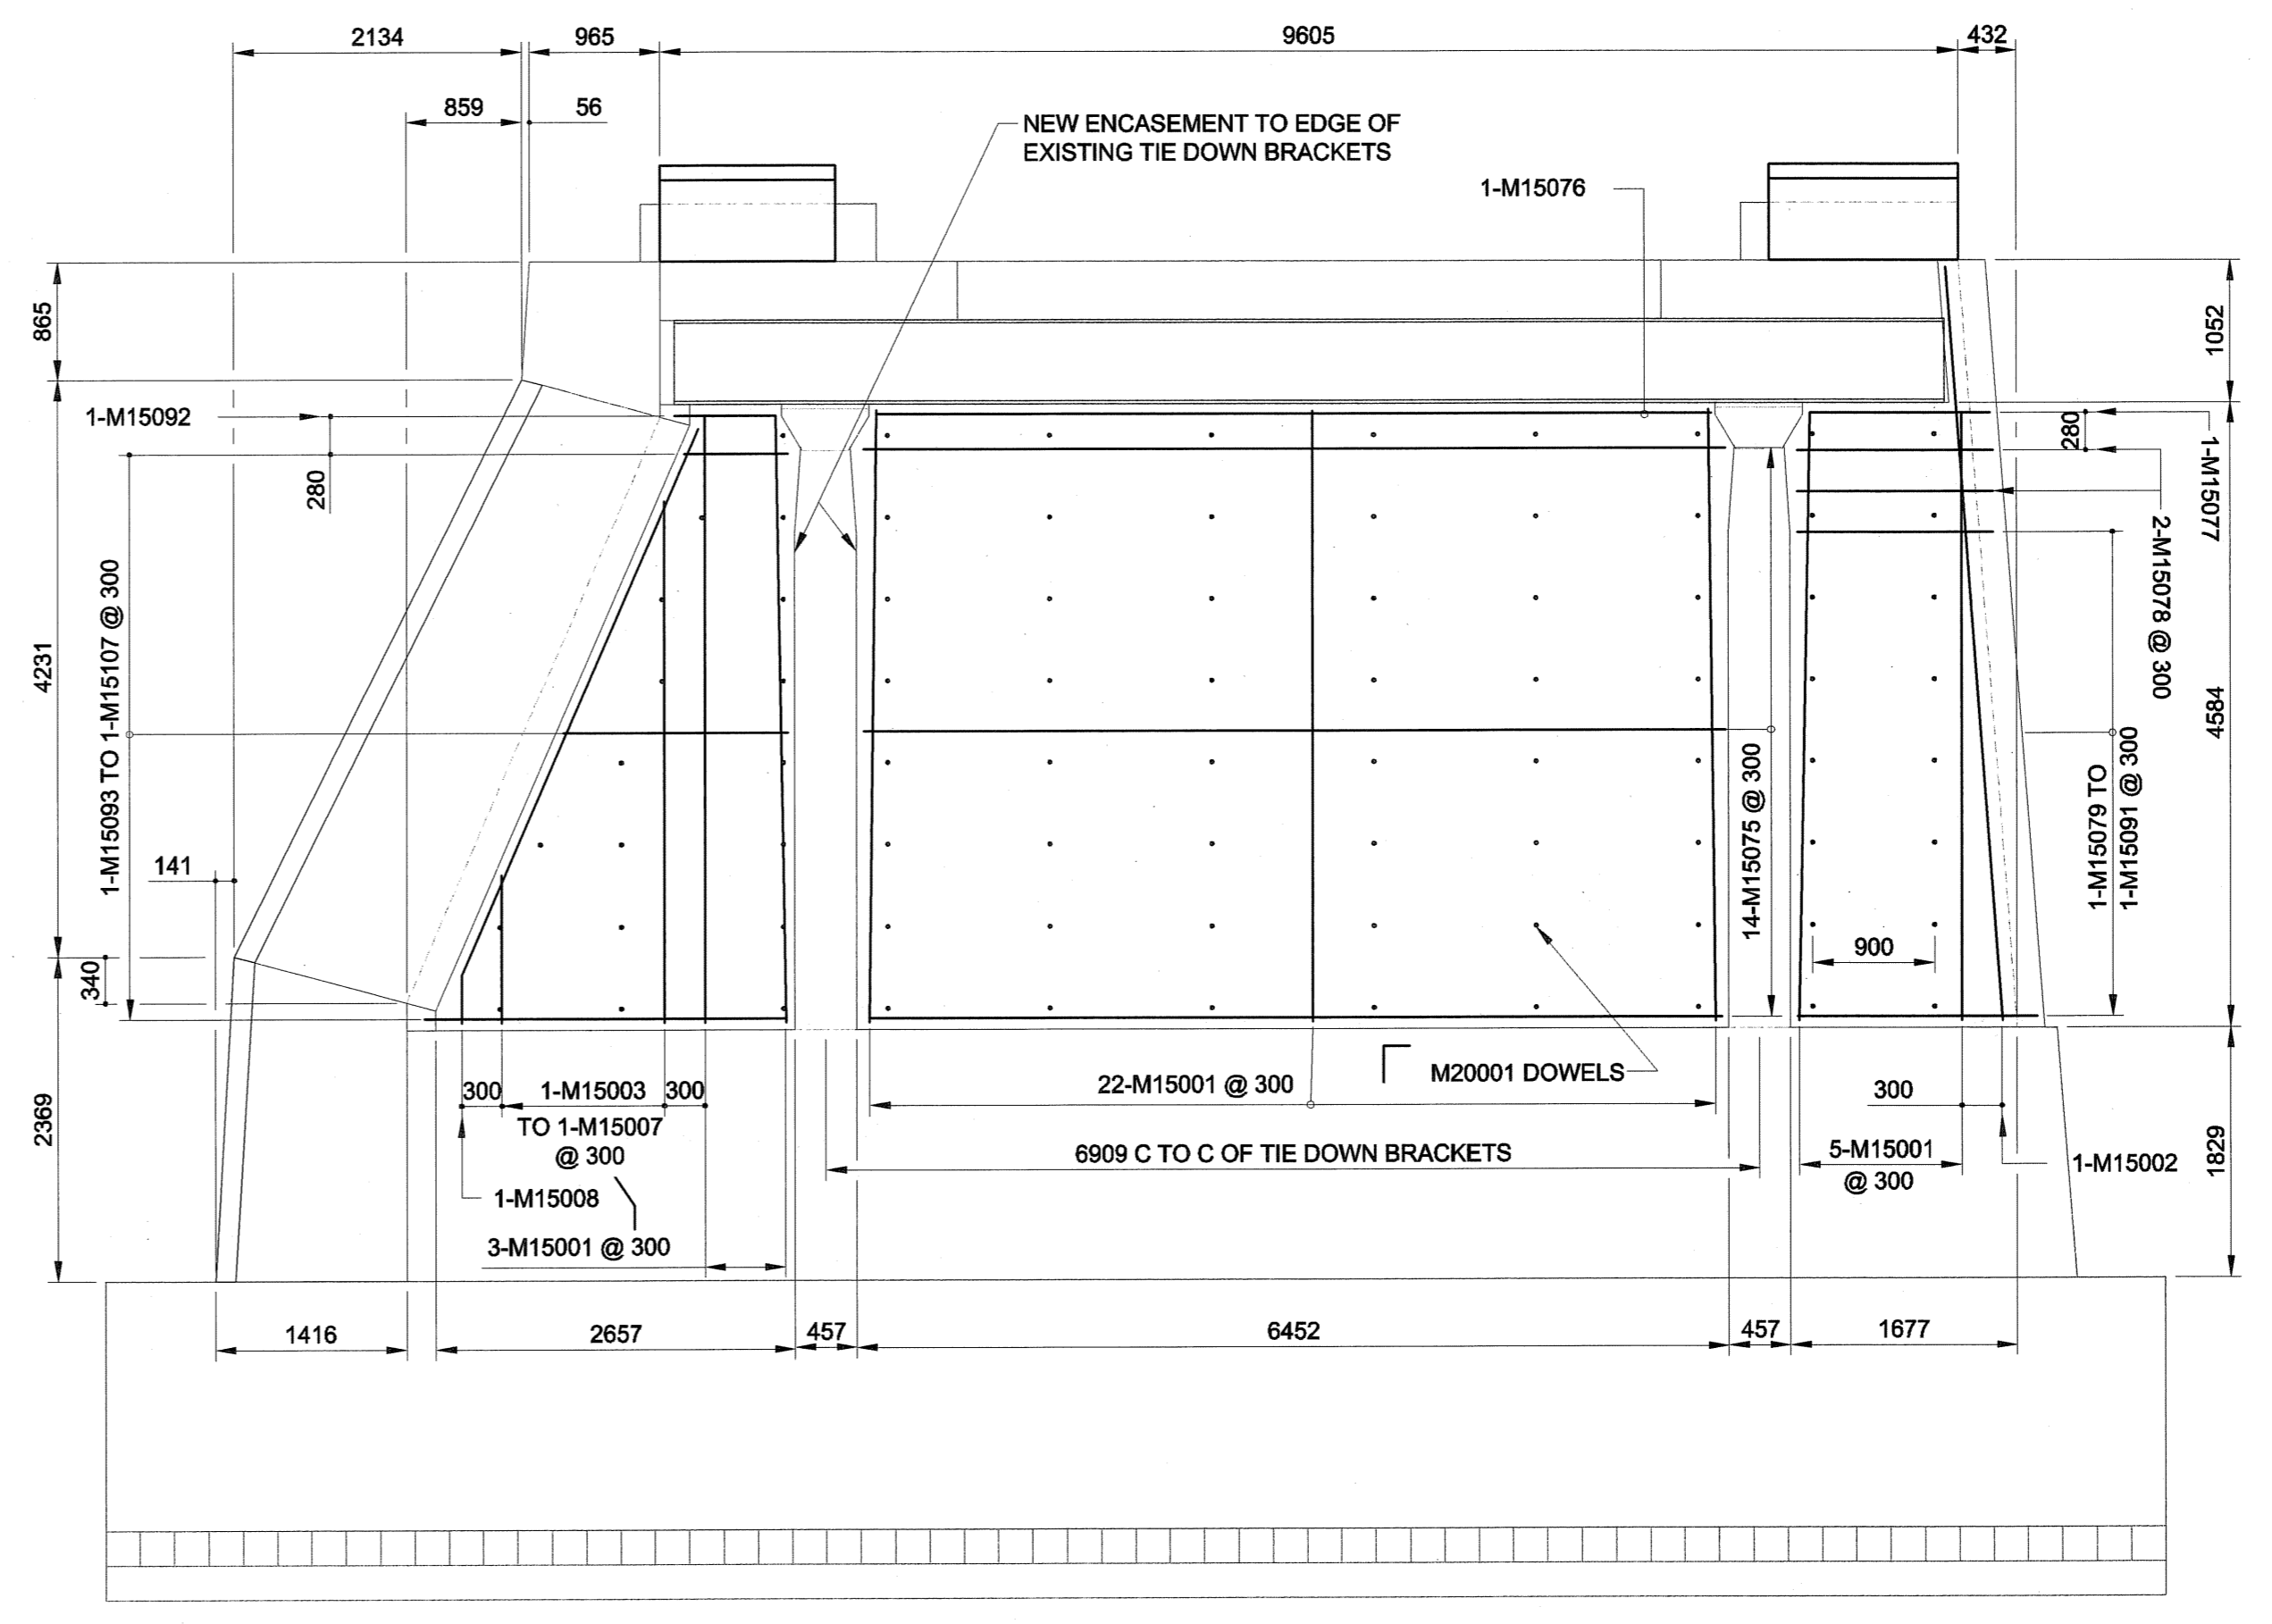 2134
965
9605
432
859
56
NEW ENCASEMENT TO EDGE OF
EXISTING TIE DOWN BRACKETS
1-M15076
865
1052
1-M15092
280
280
1-M15077
2-M15078 @ 300
4231
1-M15093 TO 1-M15107 @ 300
4584
14-M15075 @ 300
1-M15079 TO
1-M15091 @ 300
141
900
340
300
1-M15003
300
TO 1-M15007
@ 300
1-M15008
3-M15001 @ 300
22-M15001 @ 300
M20001 DOWELS
6909 C TO C OF TIE DOWN BRACKETS
300
5-M15001
@ 300
1-M15002
2369
1829
1416
2657
457
6452
457
1677